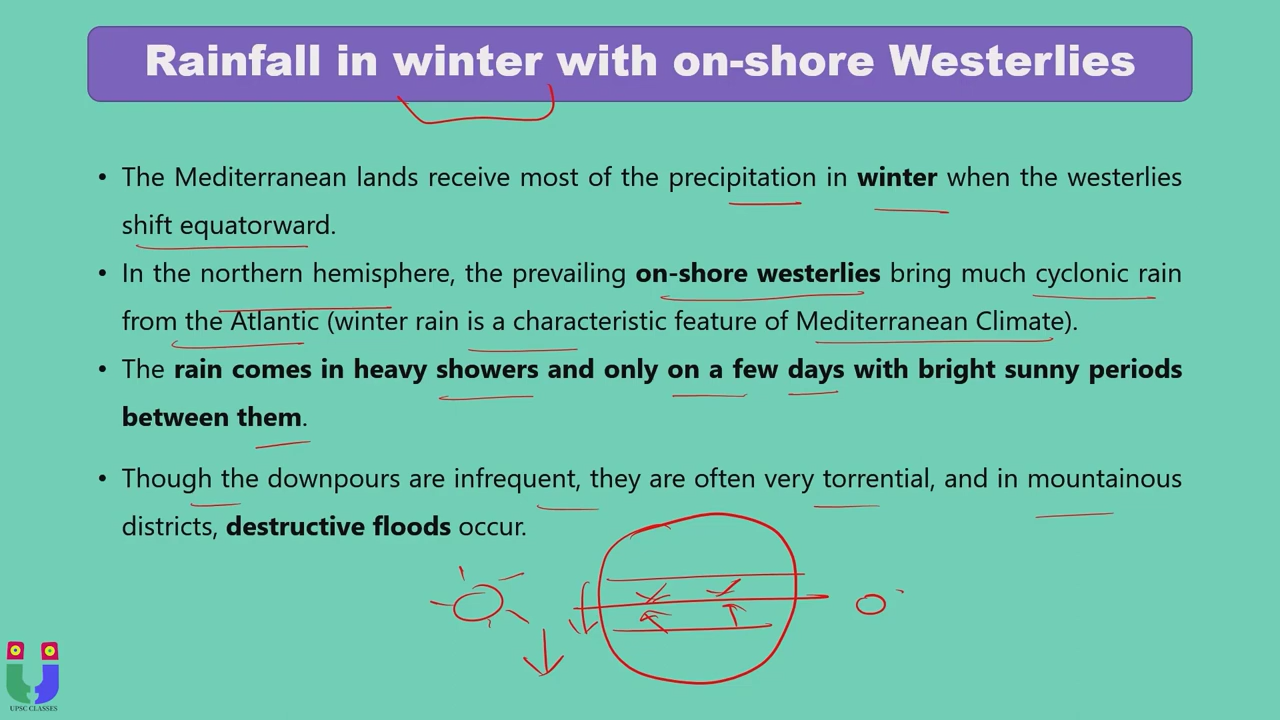 Rainfall in winter with on-shore Westerlies
• The Mediterranean lands receive most of the precipitation in winter when the westerlies
shift equatorward.
• In the northern hemisphere, the prevailing on-shore westerlies bring much cyclonic rain
from the Atlantic (winter rain is a characteristic feature of Mediterranean Climate).
• The rain comes in heavy showers and only on a few days with bright sunny periods
between them.
• Though the downpours are infrequent, they are often very torrential, and in mountainous
districts, destructive floods occur.
0°
UPSC CLASSES